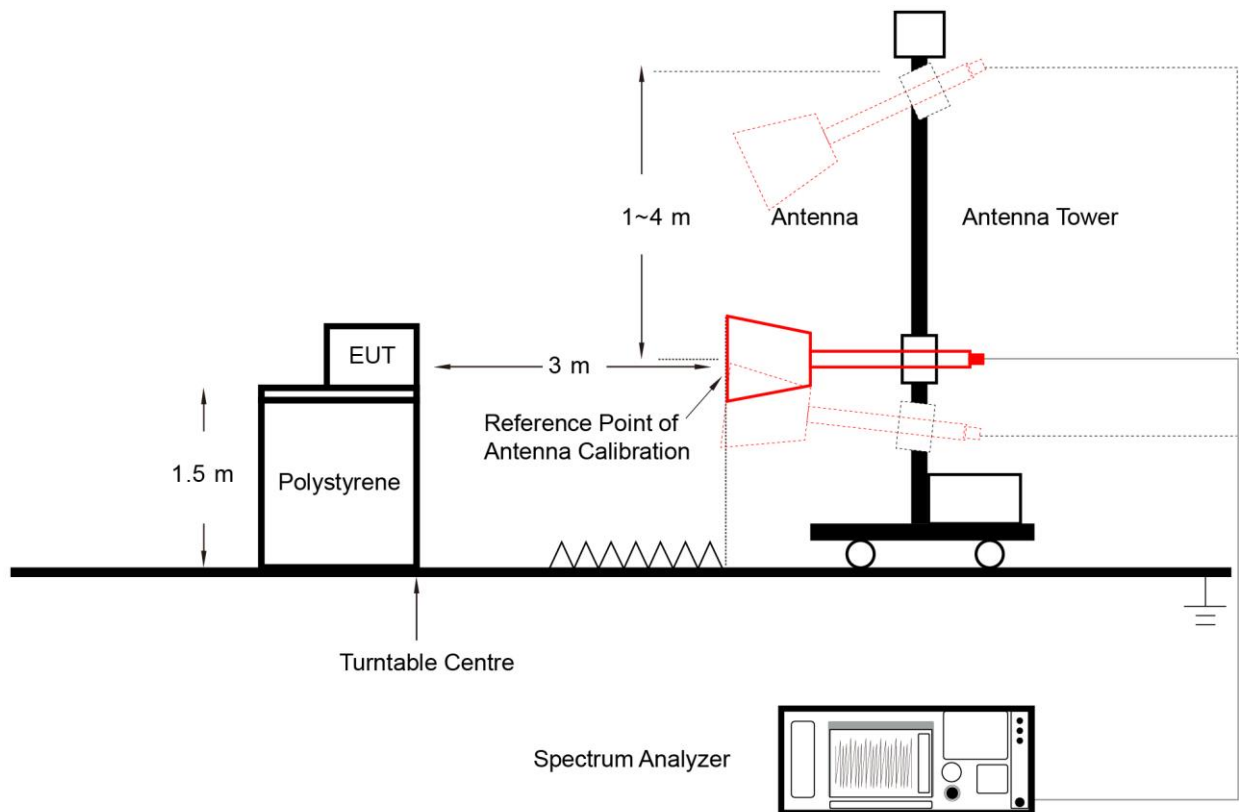 1~4 m
Antenna
Antenna Tower
EUT
3 m
Reference Point of
Antenna Calibration
1.5 m
Polystyrene
Turntable Centre
Spectrum Analyzer